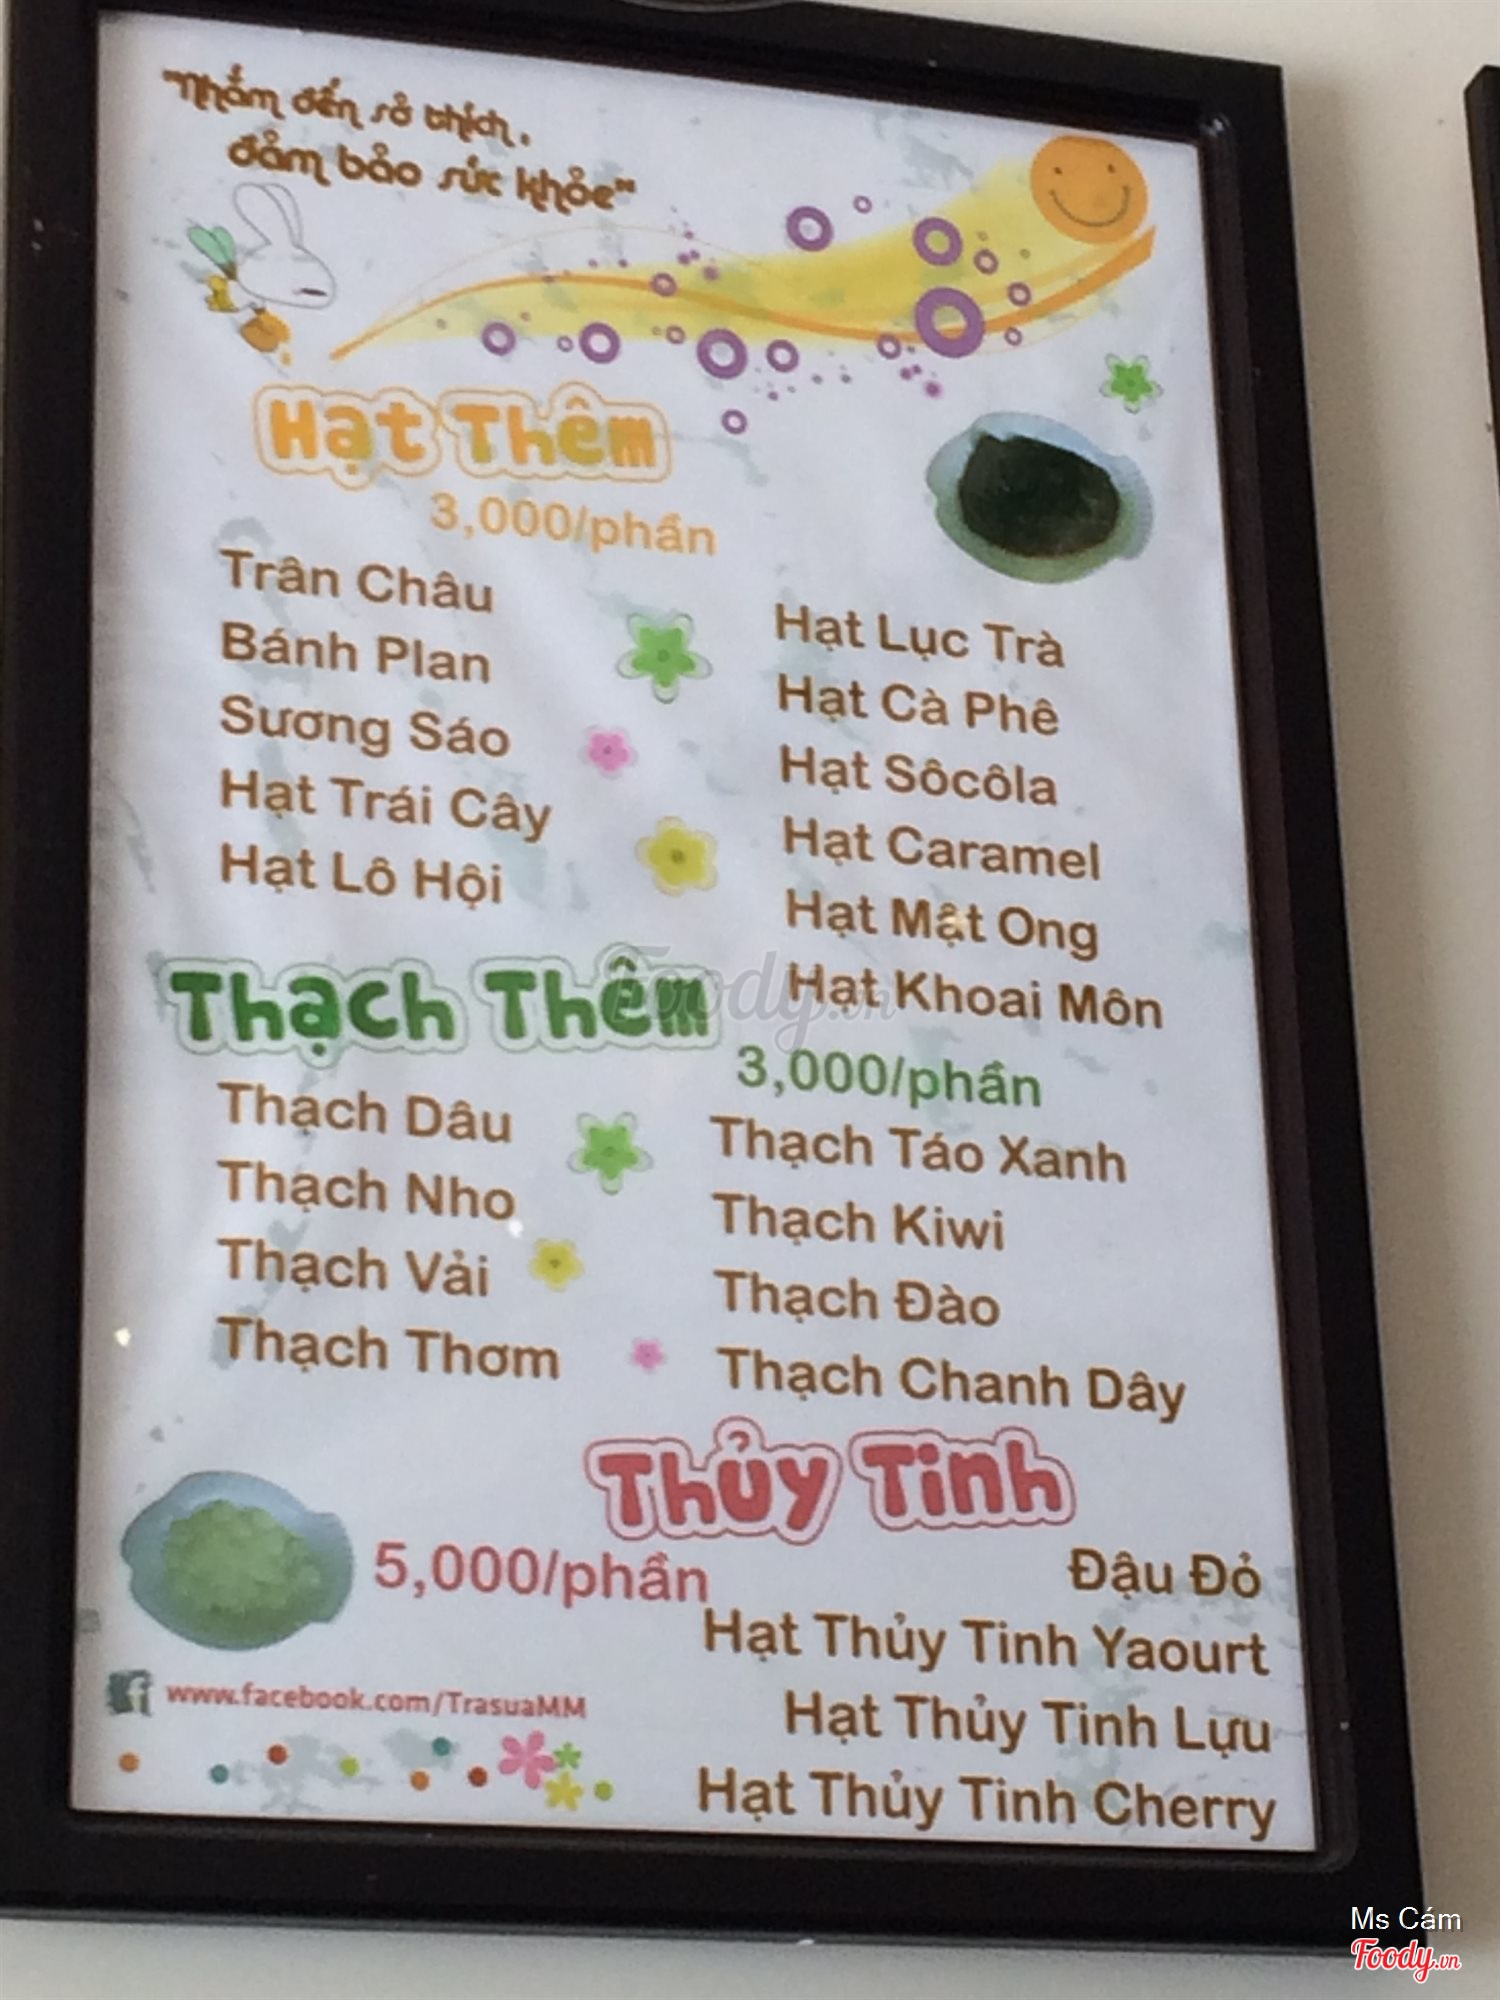 "Nhắm đến sở thích,
đảm bảo sức khỏe"
Hạt Thêm
3,000/phần
Trân Châu
Bánh Plan
Sương Sáo
Hạt Trái Cây
Hạt Lô Hội
Hạt Lục Trà
Hạt Cà Phê
Hạt Sôcôla
Hạt Caramel
Hạt Mật Ong
Hạt Khoai Môn
Thạch Thêm
3,000/phần
Thạch Dâu
Thạch Nho
Thạch Vải
Thạch Thơm
Thạch Táo Xanh
Thạch Kiwi
Thạch Đào
Thạch Chanh Dây
Thủy Tinh
5,000/phần
Đậu Đỏ
Hạt Thủy Tinh Yaourt
Hạt Thủy Tinh Lựu
Hạt Thủy Tinh Cherry
www.facebook.com/TrasuaMM
Foody.vn
Ms Cám
Foody.vn